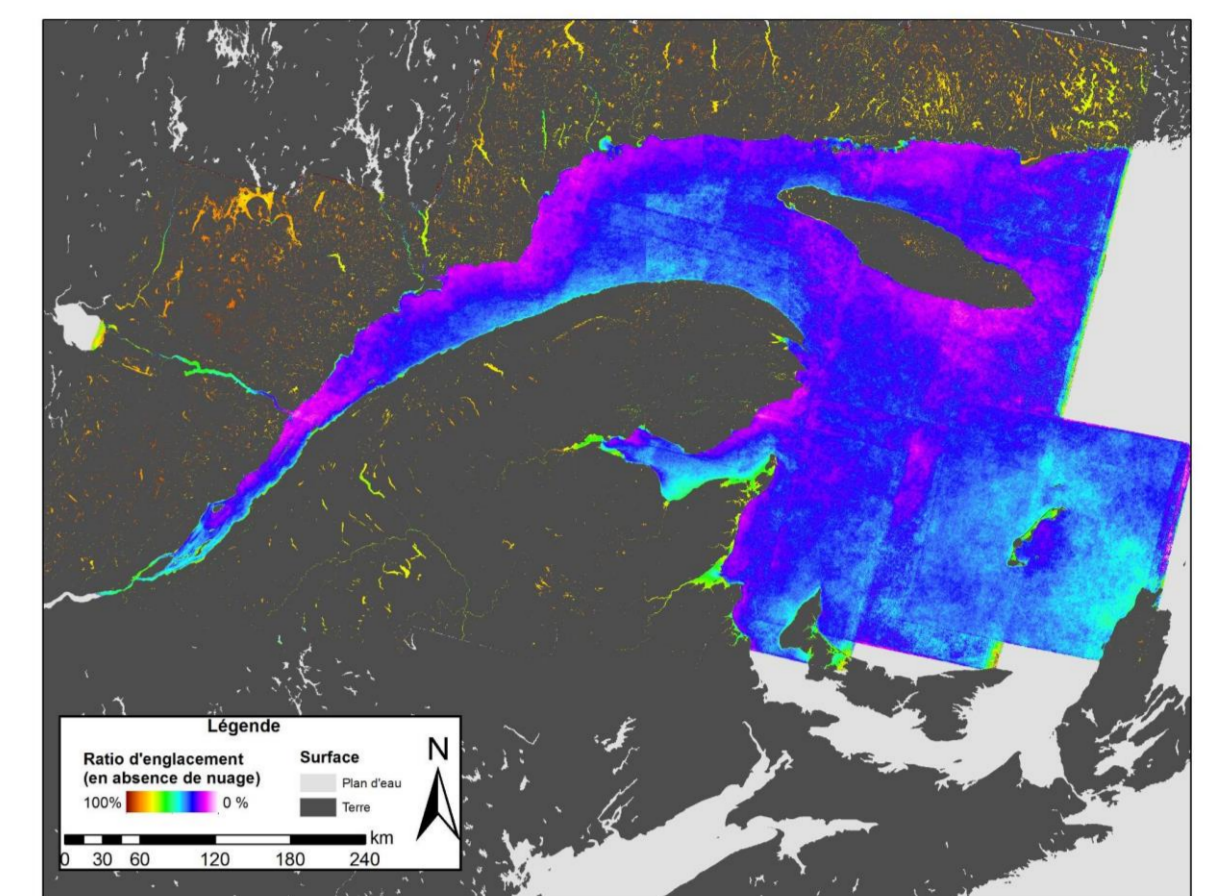 Légende
Ratio d'englacement
(en absence de nuage)
100% 0 %
Surface
Plan d'eau
Terre
N
km
0 30 60 120 180 240